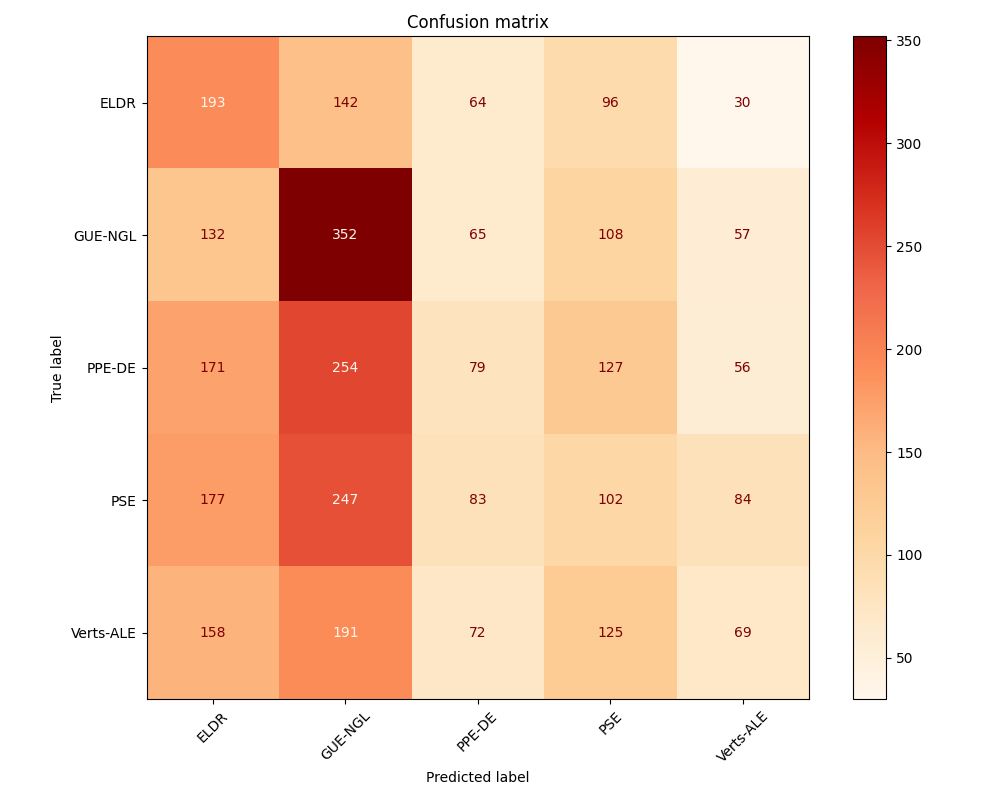 Confusion matrix
ELDR 193 142 64 96 30
GUE-NGL 132 352 65 108 57
PPE-DE 171 254 79 127 56
PSE 177 247 83 102 84
Verts-ALE 158 191 72 125 69
True label
ELDR GUE-NGL PPE-DE PSE Verts-ALE
Predicted label
350
300
250
200
150
100
50